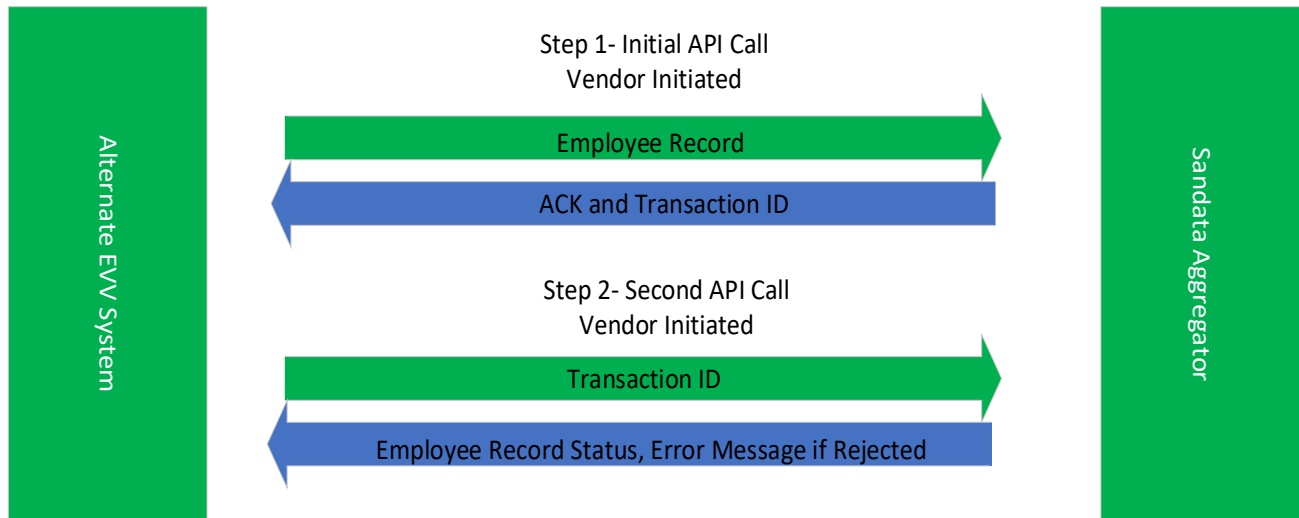 Alternate EVV System
Step 1- Initial API Call
Vendor Initiated
Employee Record
ACK and Transaction ID
Step 2- Second API Call
Vendor Initiated
Transaction ID
Employee Record Status, Error Message if Rejected
Sandata Aggregator